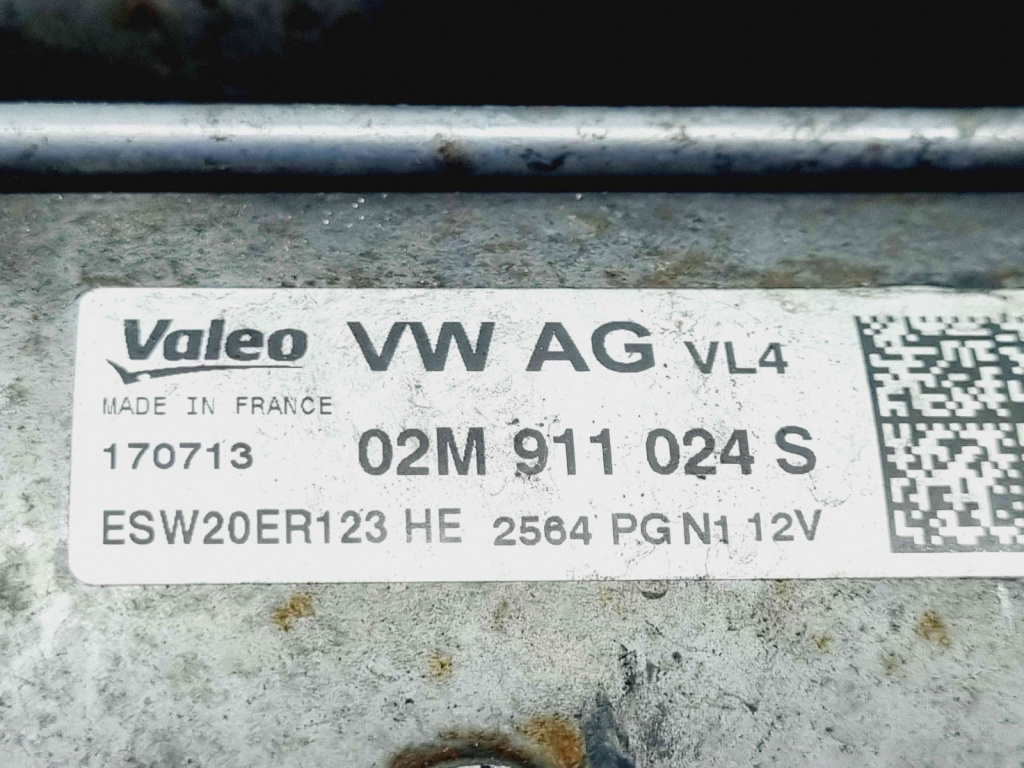 Valeo VW AG VL4
MADE IN FRANCE
170713 02M 911 024 S
ESW20ER123 HE 2564 PG N1 12V